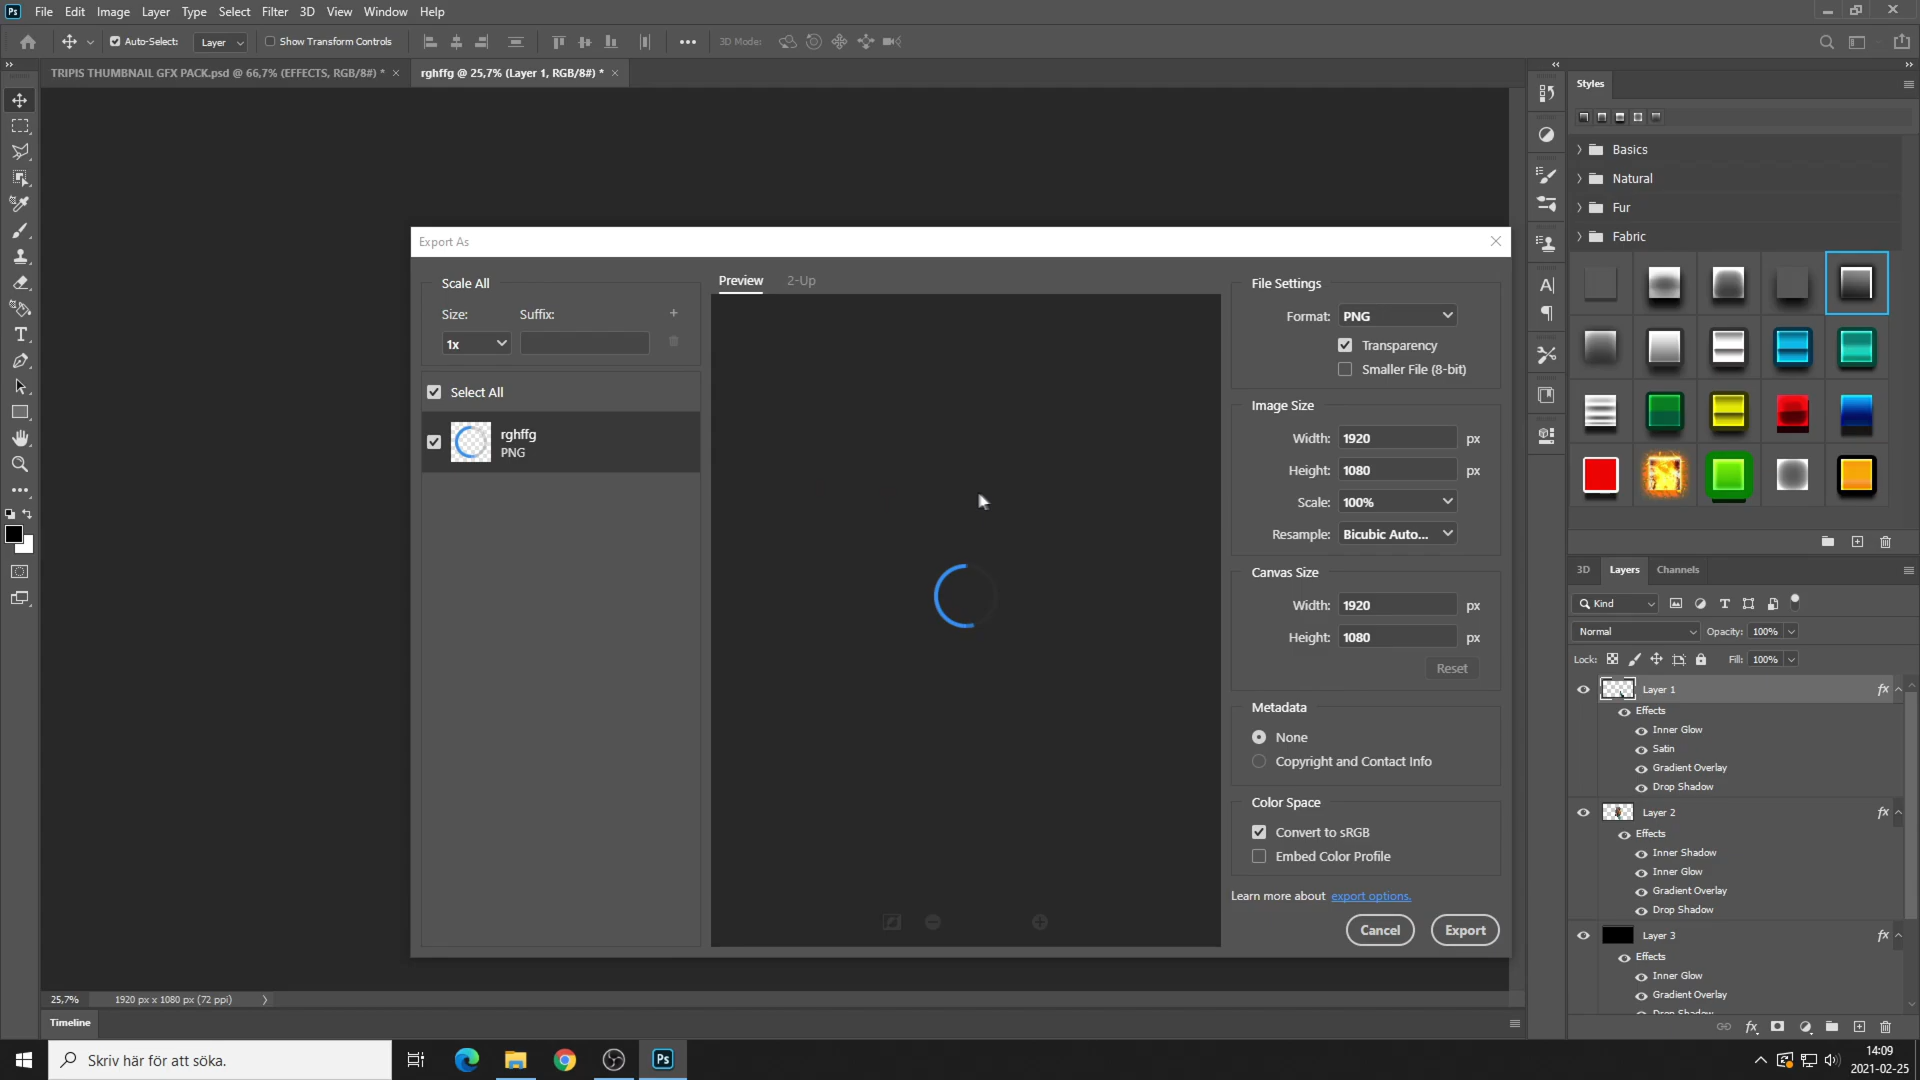 Ps File Edit Image Layer Type Select Filter 3D View Window Help
Auto-Select: Layer Show Transform Controls 3D Mode:
TRIPIS THUMBNAIL GFX PACK.psd @ 66,7% (EFFECTS, RGB/8#) * rghffg @ 25,7% (Layer 1, RGB/8#) *
Styles
Basics
Natural
Fur
Fabric
Export As
Scale All
Size: Suffix:
1x
Select All
rghffg
PNG
Preview 2-Up
File Settings
Format: PNG
Transparency
Smaller File (8-bit)
Image Size
Width: 1920 px
Height: 1080 px
Scale: 100%
Resample: Bicubic Auto...
Canvas Size
Width: 1920 px
Height: 1080 px
Reset
Metadata
None
Copyright and Contact Info
Color Space
Convert to sRGB
Embed Color Profile
Learn more about export options.
Cancel Export
3D Layers Channels
Kind
Normal Opacity: 100%
Lock: Fill: 100%
Layer 1 fx
Effects
Inner Glow
Satin
Gradient Overlay
Drop Shadow
Layer 2 fx
Effects
Inner Shadow
Inner Glow
Gradient Overlay
Drop Shadow
Layer 3 fx
Effects
Inner Glow
Gradient Overlay
Drop Shadow
fx
25,7% 1920 px x 1080 px (72 ppi)
Timeline
Skriv här för att söka.
Ps
14:09
2021-02-25